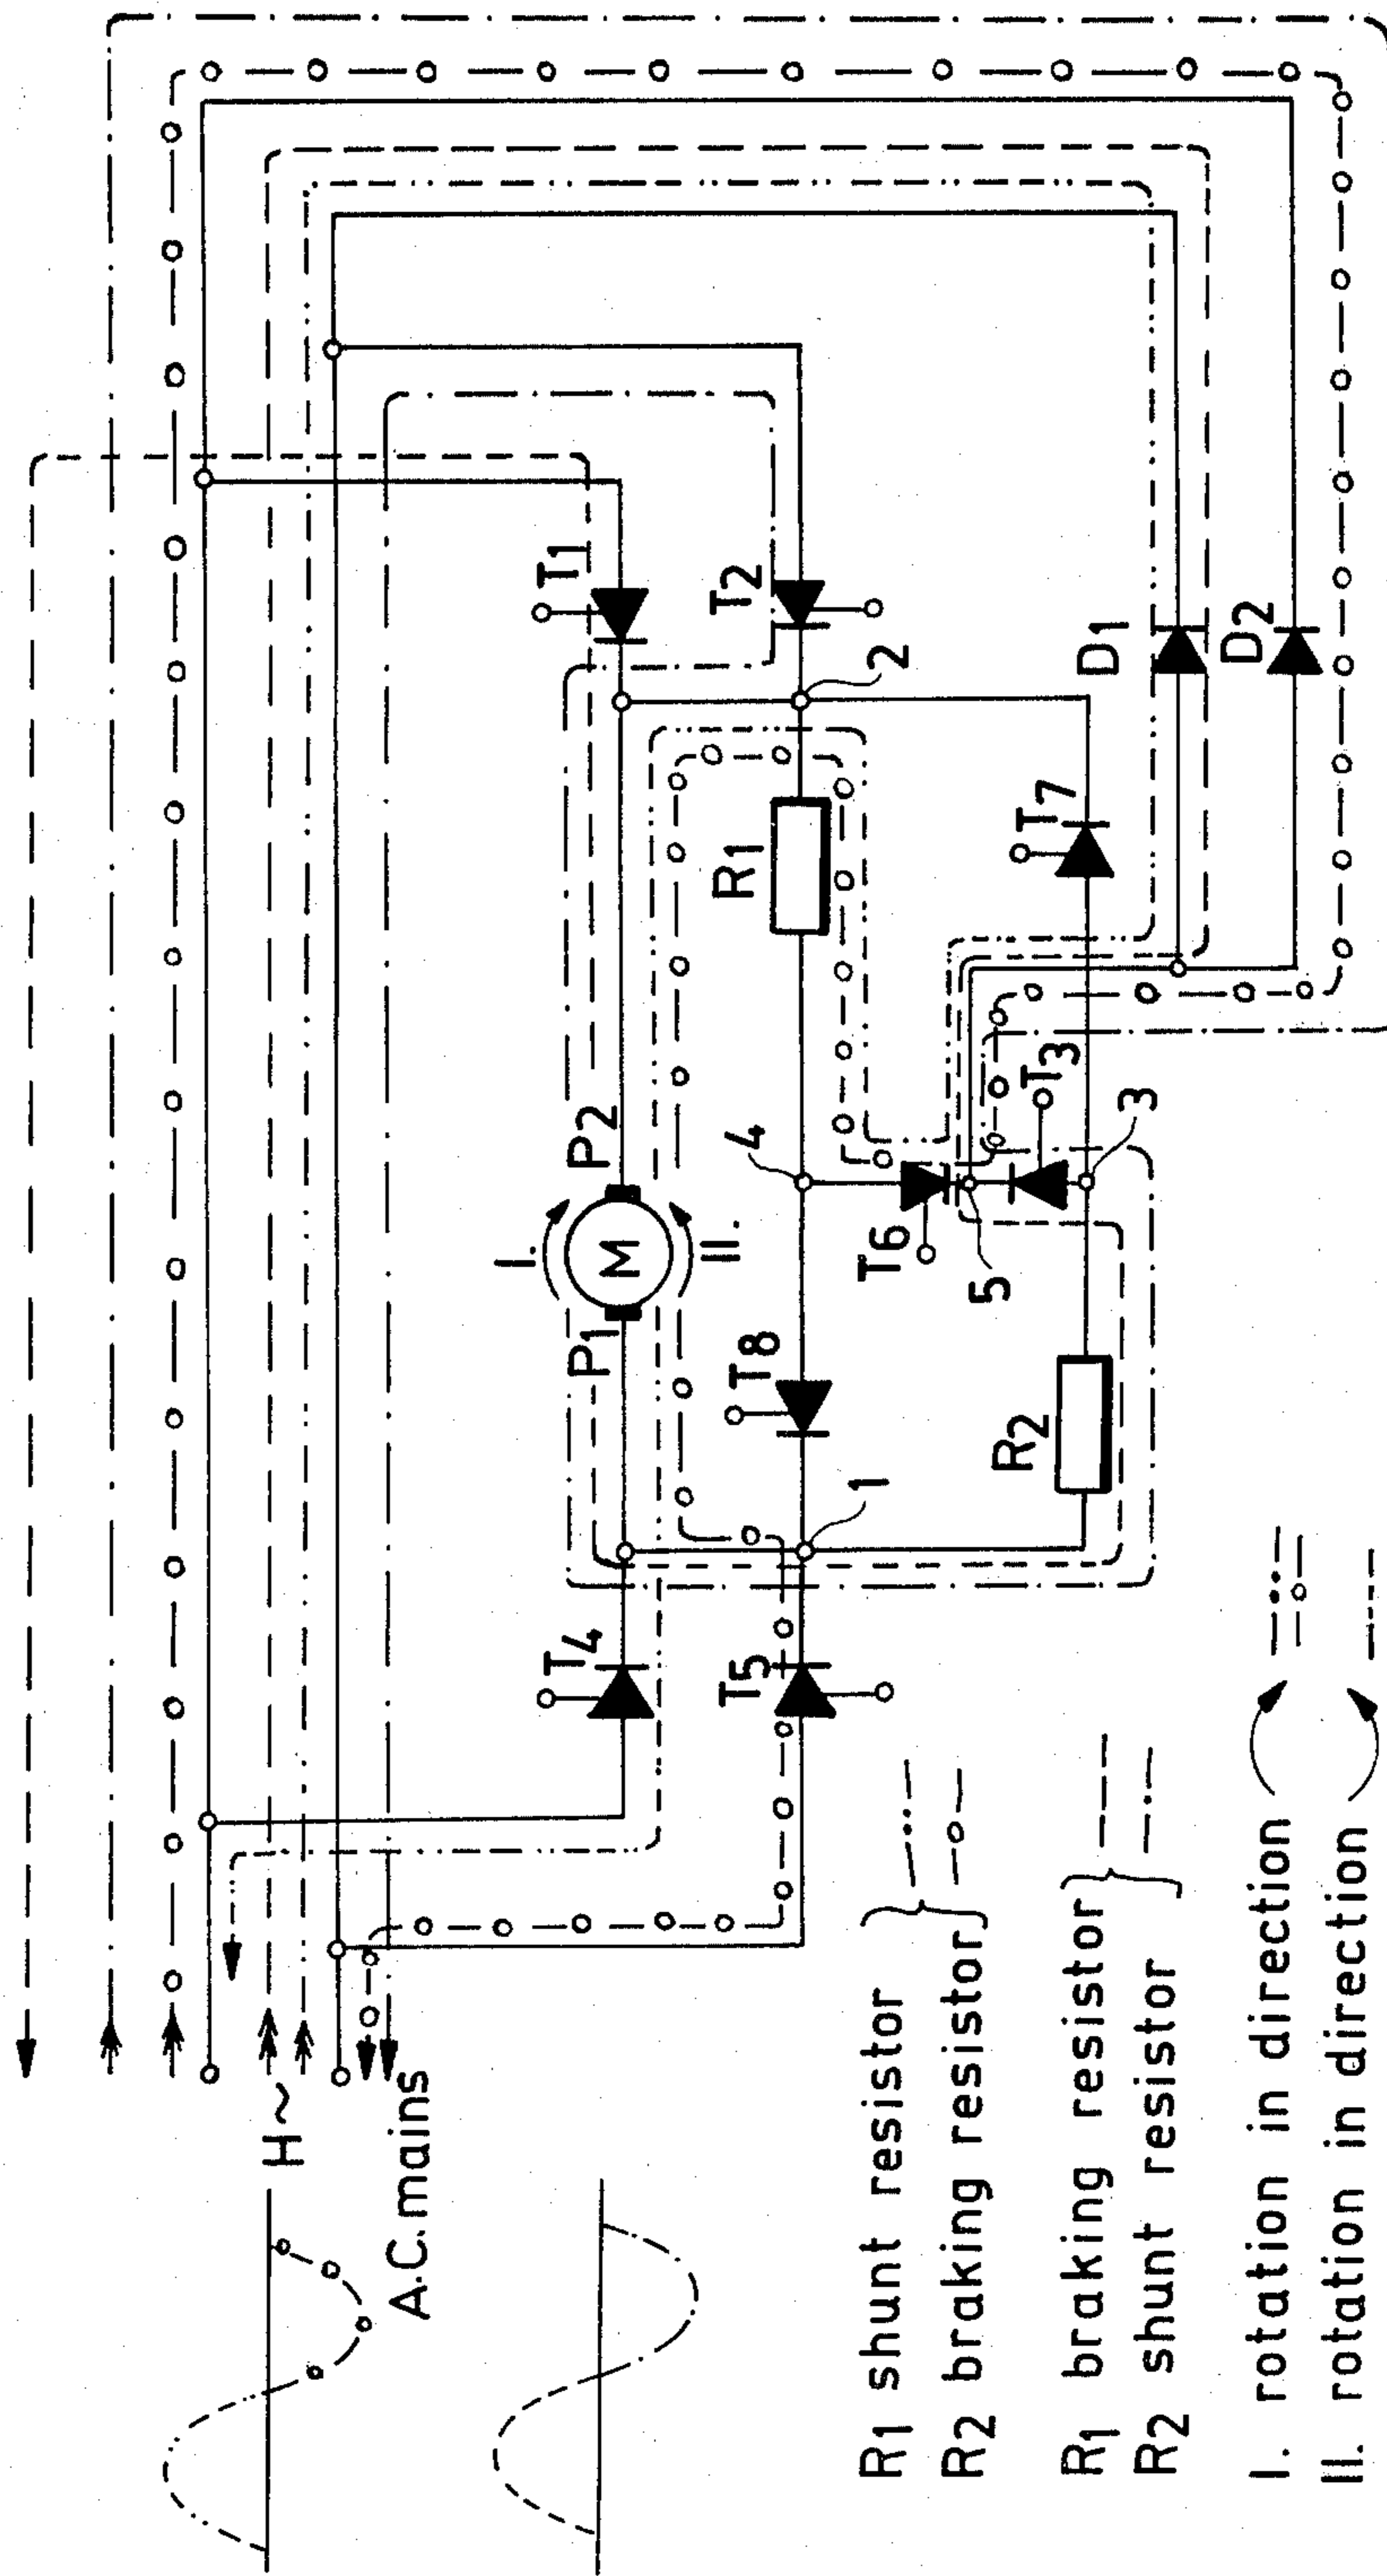 H~
A.C. mains
T1
T2
T4
T5
P1
M
P2
I.
II.
R1
T8
4
2
1
T6
T3
5
3
T7
R2
D1
D2
R1 shunt resistor
R2 braking resistor
R1 braking resistor
R2 shunt resistor
I. rotation in direction
II. rotation in direction